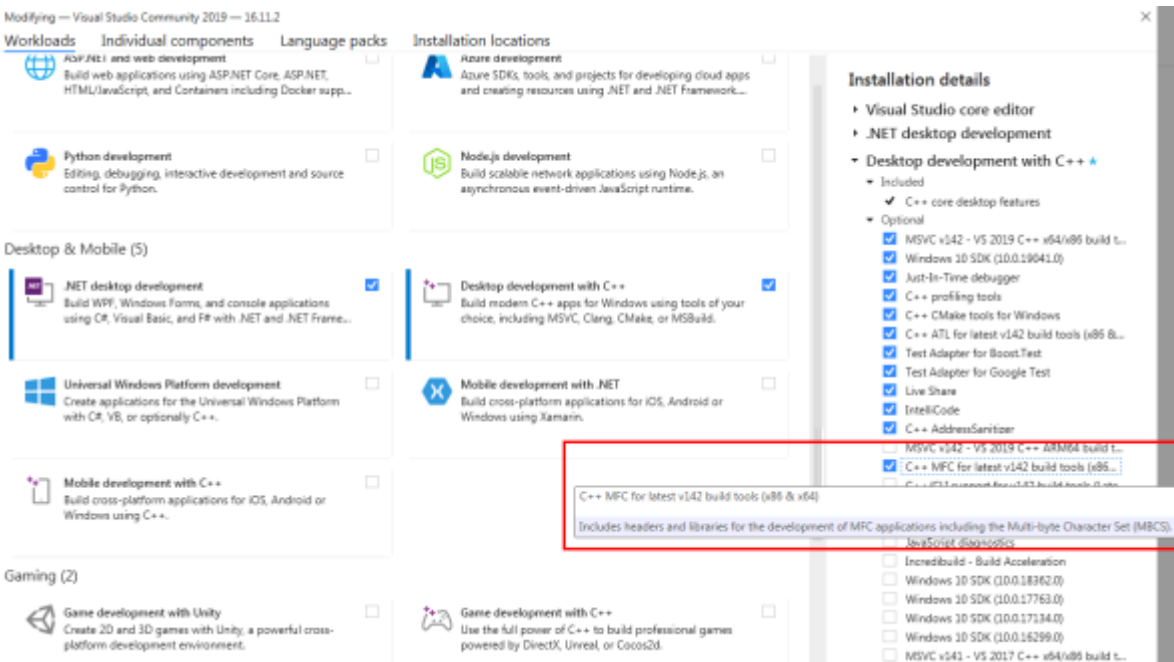 Modifying — Visual Studio Community 2019 — 16.11.2
Workloads Individual components Language packs Installation locations
ASP.NET and web development
Build web applications using ASP.NET Core, ASP.NET,
HTML/JavaScript, and Containers including Docker supp...
Azure development
Azure SDKs, tools, and projects for developing cloud apps
and creating resources using .NET and .NET Framework....
Python development
Editing, debugging, interactive development and source
control for Python.
Node.js development
Build scalable network applications using Node.js, an
asynchronous event-driven JavaScript runtime.
Desktop & Mobile (5)
.NET desktop development
Build WPF, Windows Forms, and console applications
using C#, Visual Basic, and F# with .NET and .NET Frame...
Desktop development with C++
Build modern C++ apps for Windows using tools of your
choice, including MSVC, Clang, CMake, or MSBuild.
Universal Windows Platform development
Create applications for the Universal Windows Platform
with C#, VB, or optionally C++.
Mobile development with .NET
Build cross-platform applications for iOS, Android or
Windows using Xamarin.
Mobile development with C++
Build cross-platform applications for iOS, Android or
Windows using C++.
Gaming (2)
Game development with Unity
Create 2D and 3D games with Unity, a powerful cross-
platform development environment.
Game development with C++
Use the full power of C++ to build professional games
powered by DirectX, Unreal, or Cocos2d.
Installation details
Visual Studio core editor
.NET desktop development
Desktop development with C++
Included
C++ core desktop features
Optional
MSVC v142 - VS 2019 C++ x64/x86 build t...
Windows 10 SDK (10.0.19041.0)
Just-In-Time debugger
C++ profiling tools
C++ CMake tools for Windows
C++ ATL for latest v142 build tools (x86 &...
Test Adapter for Boost.Test
Test Adapter for Google Test
Live Share
IntelliCode
C++ AddressSanitizer
MSVC v142 - VS 2019 C++ ARM64 build t...
C++ MFC for latest v142 build tools (x86...
C++/CLI support for v142 build tools (Late
C++ MFC for latest v142 build tools (x86 & x64)
Includes headers and libraries for the development of MFC applications including the Multi-byte Character Set (MBCS).
JavaScript diagnostics
Incredibuild - Build Acceleration
Windows 10 SDK (10.0.18362.0)
Windows 10 SDK (10.0.17763.0)
Windows 10 SDK (10.0.17134.0)
Windows 10 SDK (10.0.16299.0)
MSVC v141 - VS 2017 C++ x64/x86 build t...